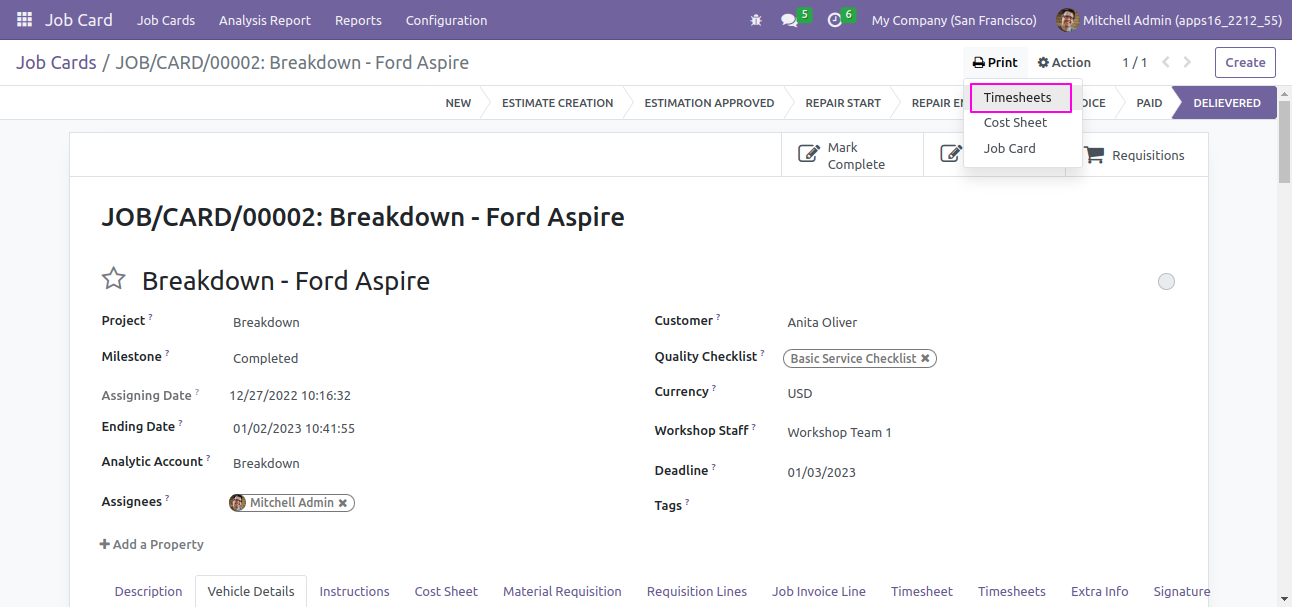 Job Card Job Cards Analysis Report Reports Configuration 5 6 My Company (San Francisco) Mitchell Admin (apps16_2212_55)
Job Cards / JOB/CARD/00002: Breakdown - Ford Aspire Print Action 1 / 1 Create
NEW ESTIMATE CREATION ESTIMATION APPROVED REPAIR START REPAIR PAID DELIEVERED
Timesheets
Cost Sheet
Job Card
Mark
Complete
Requisitions
JOB/CARD/00002: Breakdown - Ford Aspire
Breakdown - Ford Aspire
Project ? Breakdown Customer ? Anita Oliver
Milestone ? Completed Quality Checklist ? Basic Service Checklist ✖
Assigning Date ? 12/27/2022 10:16:32 Currency ? USD
Ending Date ? 01/02/2023 10:41:55 Workshop Staff ? Workshop Team 1
Analytic Account ? Breakdown Deadline ? 01/03/2023
Assignees ? Mitchell Admin ✖ Tags ?
+ Add a Property
Description Vehicle Details Instructions Cost Sheet Material Requisition Requisition Lines Job Invoice Line Timesheet Timesheets Extra Info Signature